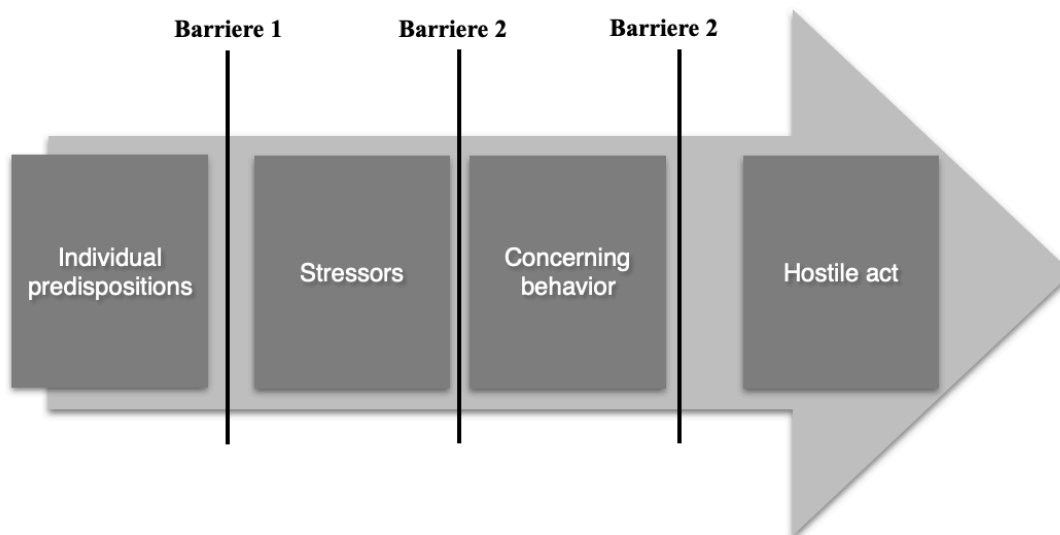 Barriere 1
Barriere 2
Barriere 2
Individual
predispositions
Stressors
Concerning
behavior
Hostile act